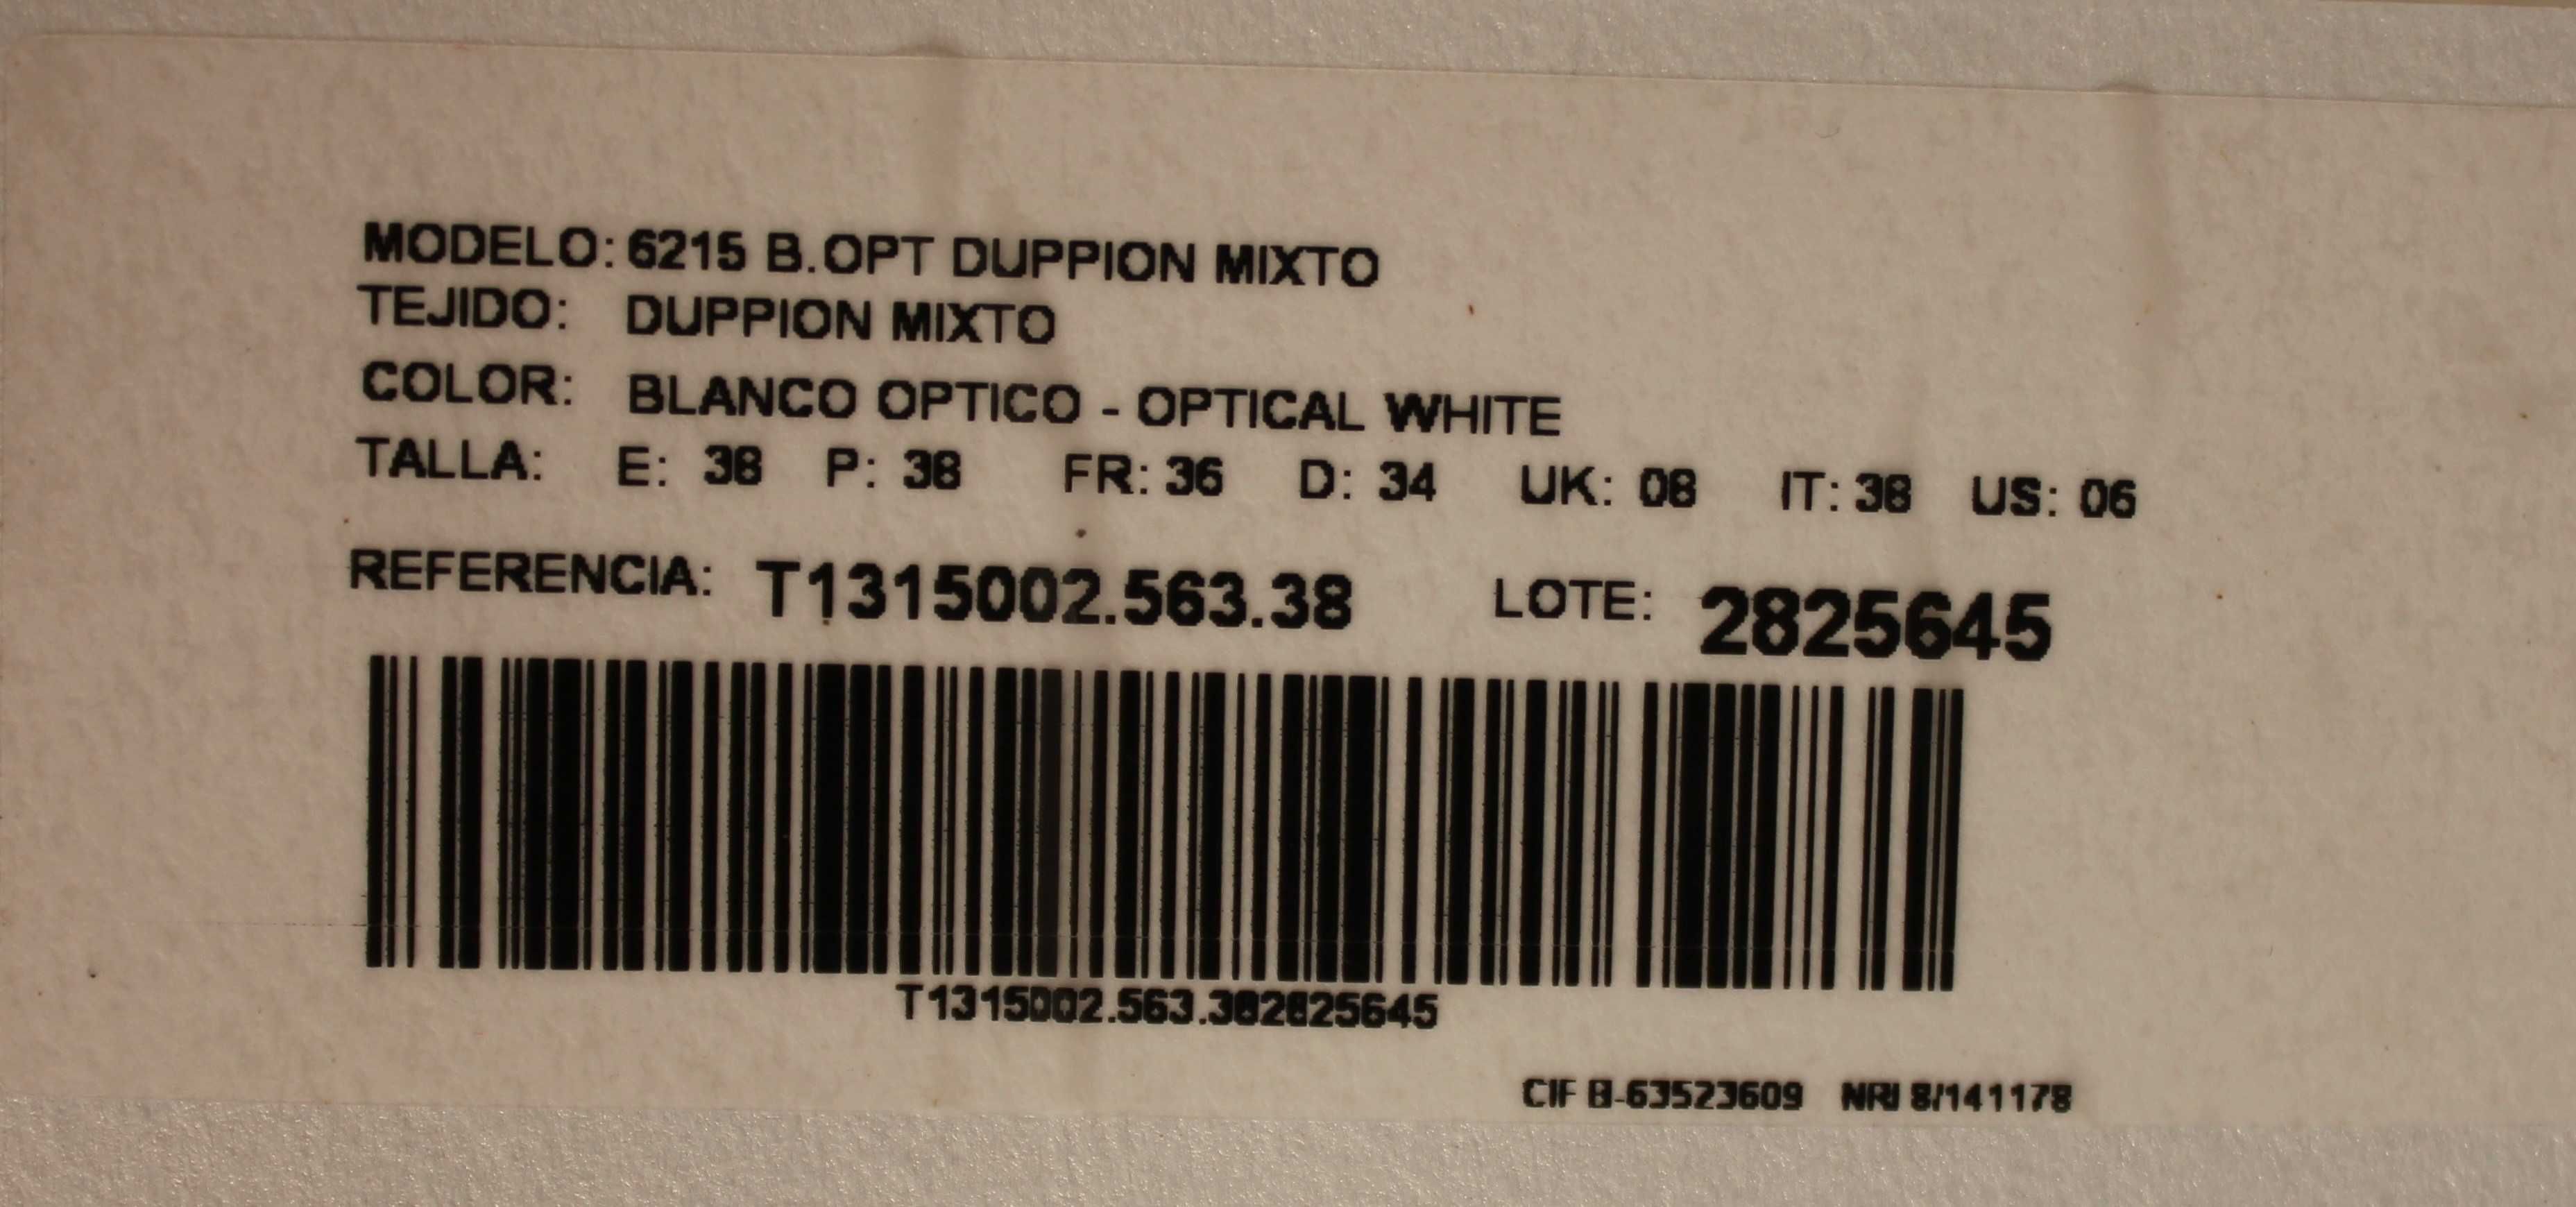 MODELO: 6215 B.OPT DUPPION MIXTO
TEJIDO: DUPPION MIXTO
COLOR: BLANCO OPTICO - OPTICAL WHITE
TALLA: E: 38 P: 38 FR: 36 D: 34 UK: 08 IT: 38 US: 06
REFERENCIA: T1315002.563.38 LOTE: 2825645
T1315002.563.382825645
CIF B-63523609 NRI 8/141178